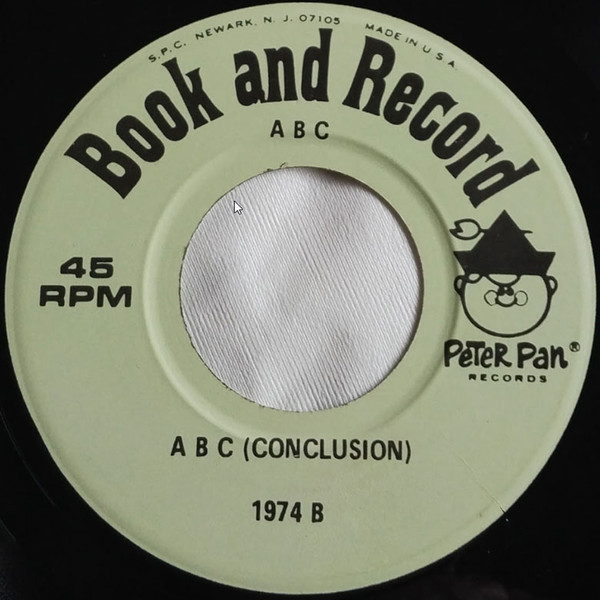 S.P.C. NEWARK, N. J. 07105 MADE IN U S A.
Book and Record
A B C
45
RPM
PETER PAN®
RECORDS
A B C (CONCLUSION)
1974 B